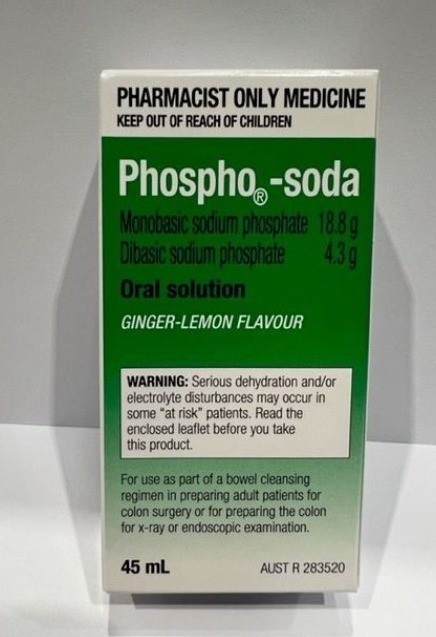 PHARMACIST ONLY MEDICINE
KEEP OUT OF REACH OF CHILDREN
Phospho®-soda
Monobasic sodium phosphate 18.8 g
Dibasic sodium phosphate 4.3 g
Oral solution
GINGER-LEMON FLAVOUR
WARNING: Serious dehydration and/or
electrolyte disturbances may occur in
some “at risk” patients. Read the
enclosed leaflet before you take
this product.
For use as part of a bowel cleansing
regimen in preparing adult patients for
colon surgery or for preparing the colon
for x-ray or endoscopic examination.
45 mL AUST R 283520